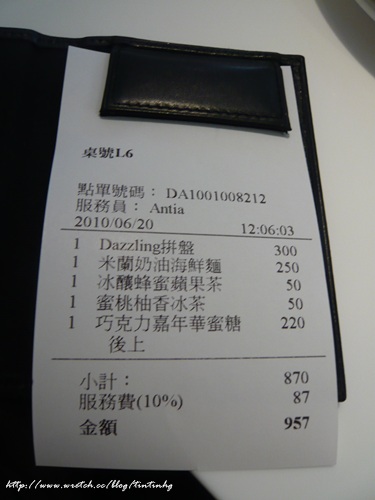 桌號L6
點單號碼： DA1001008212
服務員： Antia
2010/06/20 12:06:03
1 Dazzling拼盤 300
1 米蘭奶油海鮮麵 250
1 冰釀蜂蜜蘋果茶 50
1 蜜桃柚香冰茶 50
1 巧克力嘉年華蜜糖 220
後上
小計： 870
服務費(10%) 87
金額 957
http://www.wretch.cc/blog/tintinhg